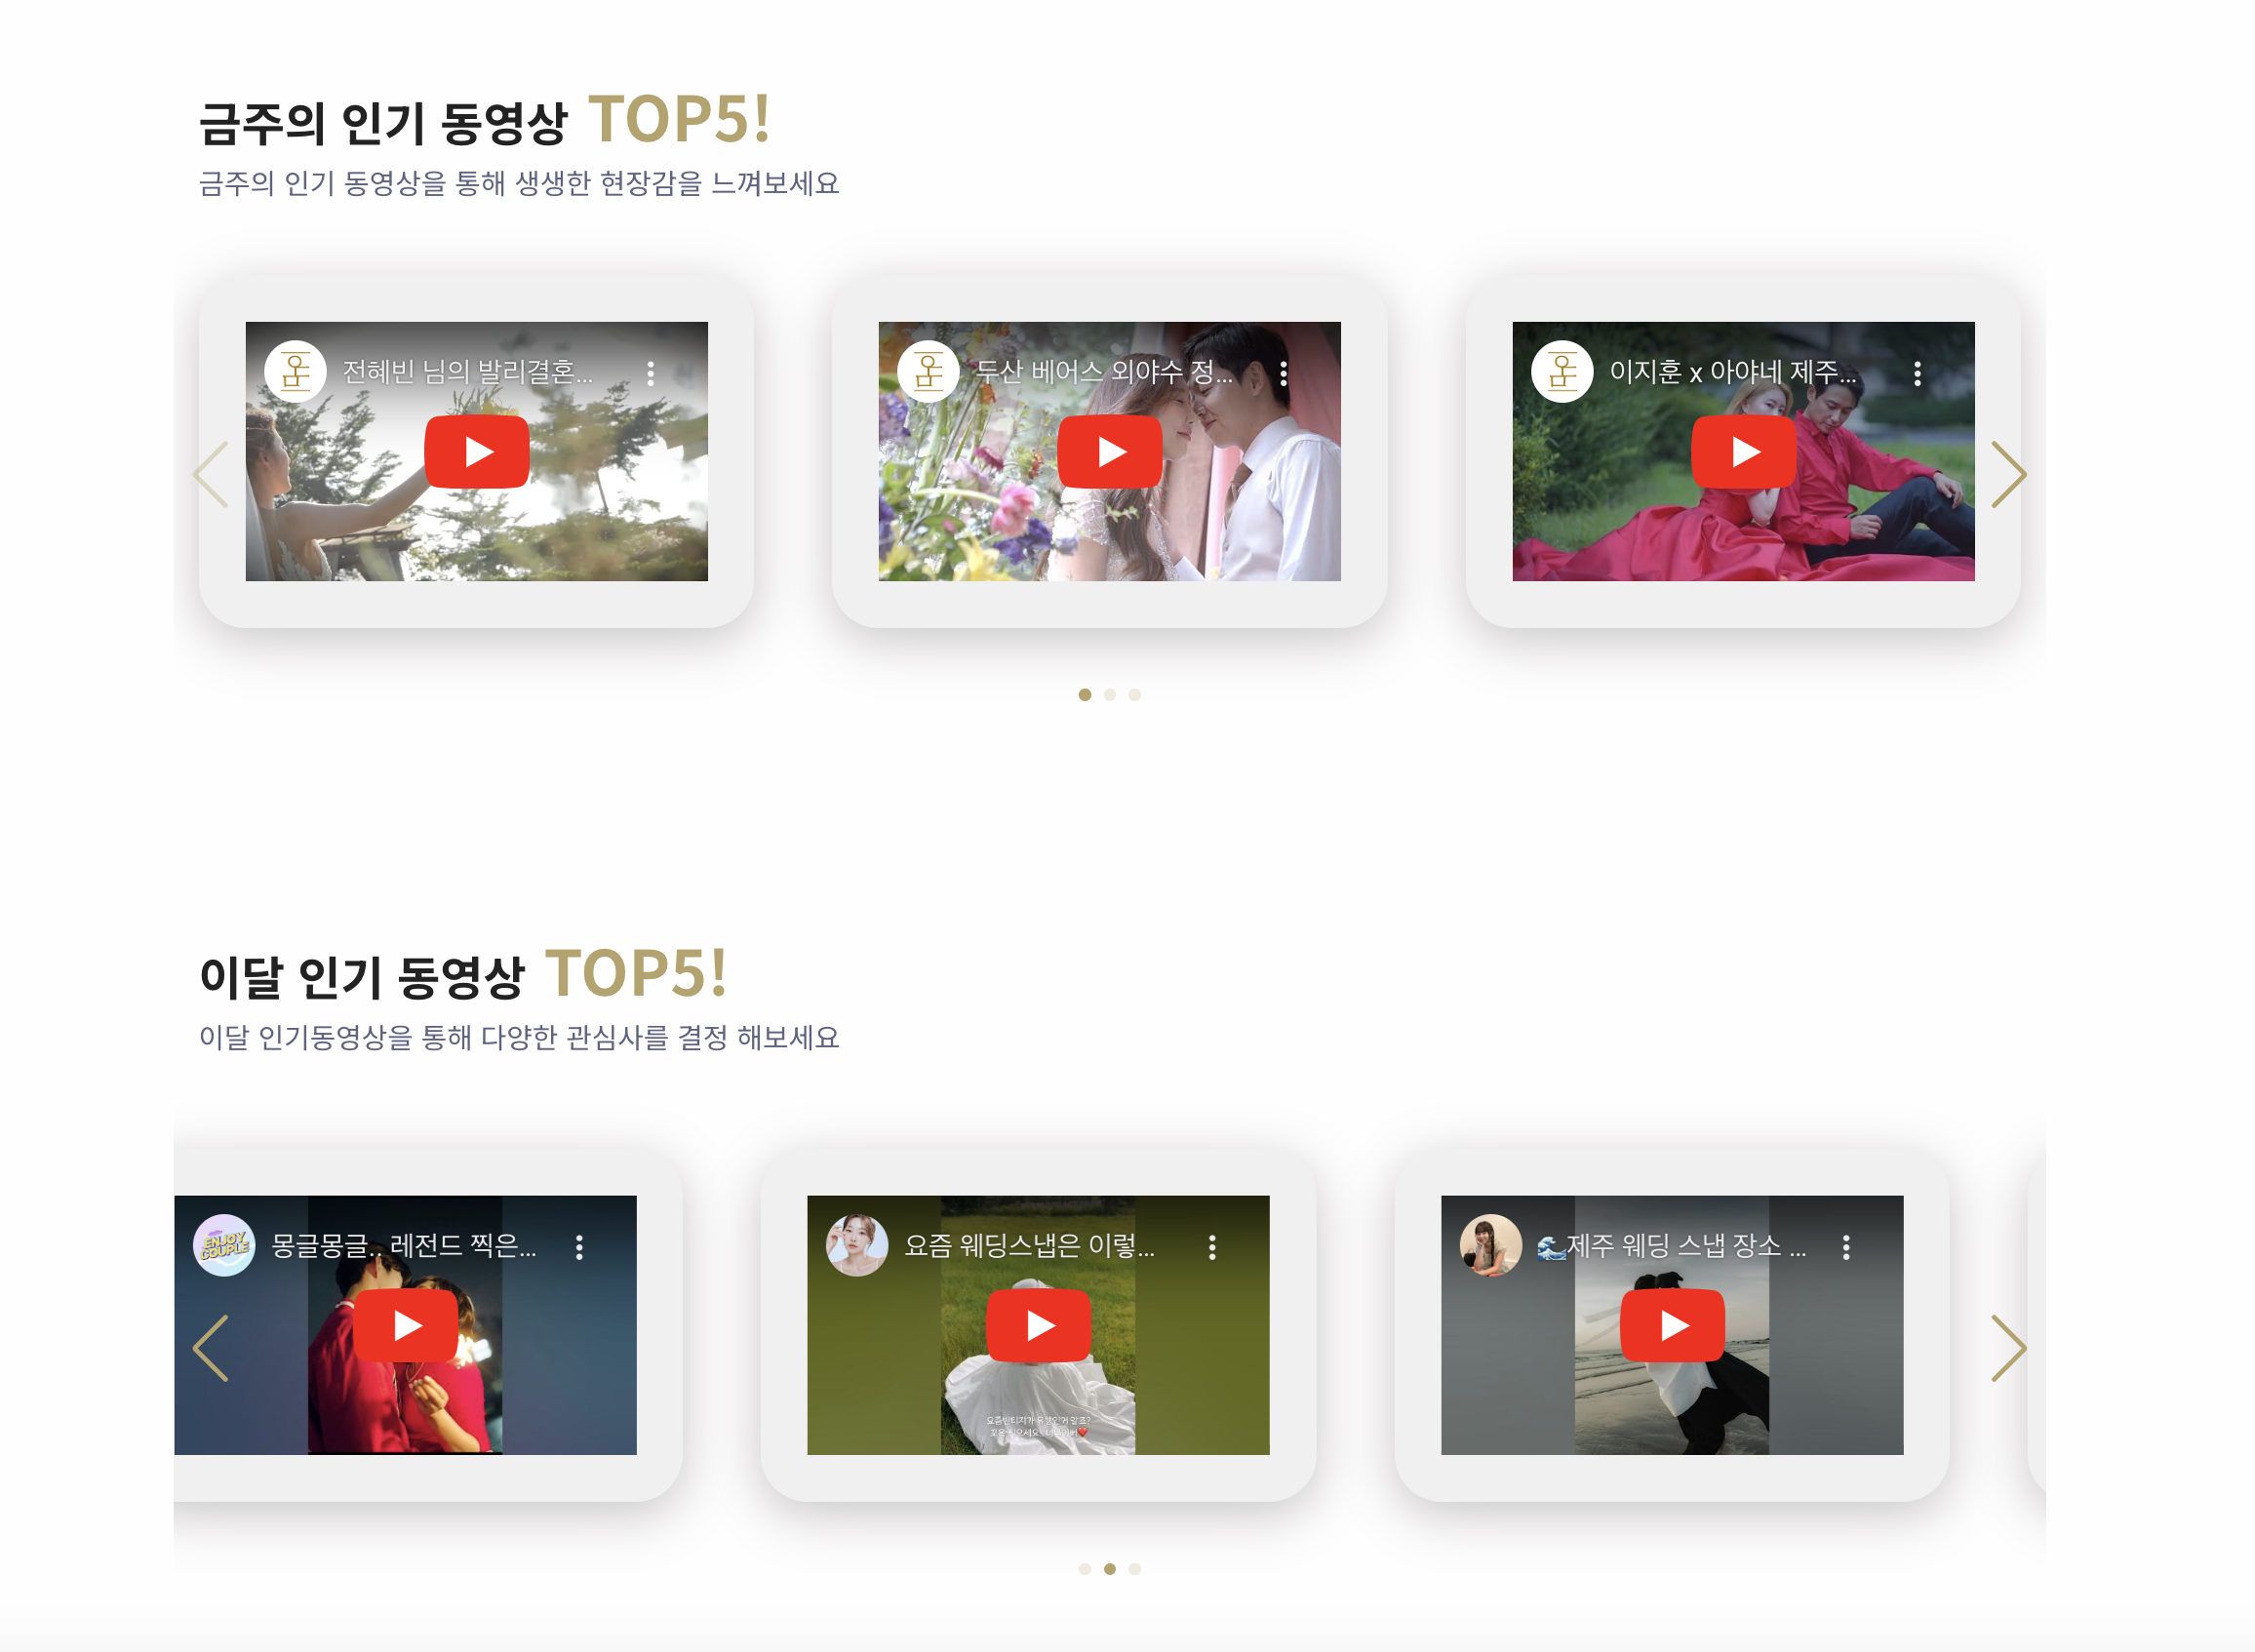 금주의 인기 동영상 TOP5!
금주의 인기 동영상을 통해 생생한 현장감을 느껴보세요
전혜빈 님의 발리결혼...
두산 베어스 외야수 정...
이지훈 x 아야네 제주...
이달 인기 동영상 TOP5!
이달 인기동영상을 통해 다양한 관심사를 결정 해보세요
ENJOY
COUPLE
몽글몽글.. 레전드 찍은...
요즘 웨딩스냅은 이렇...
🌊제주 웨딩 스냅 장소 ...